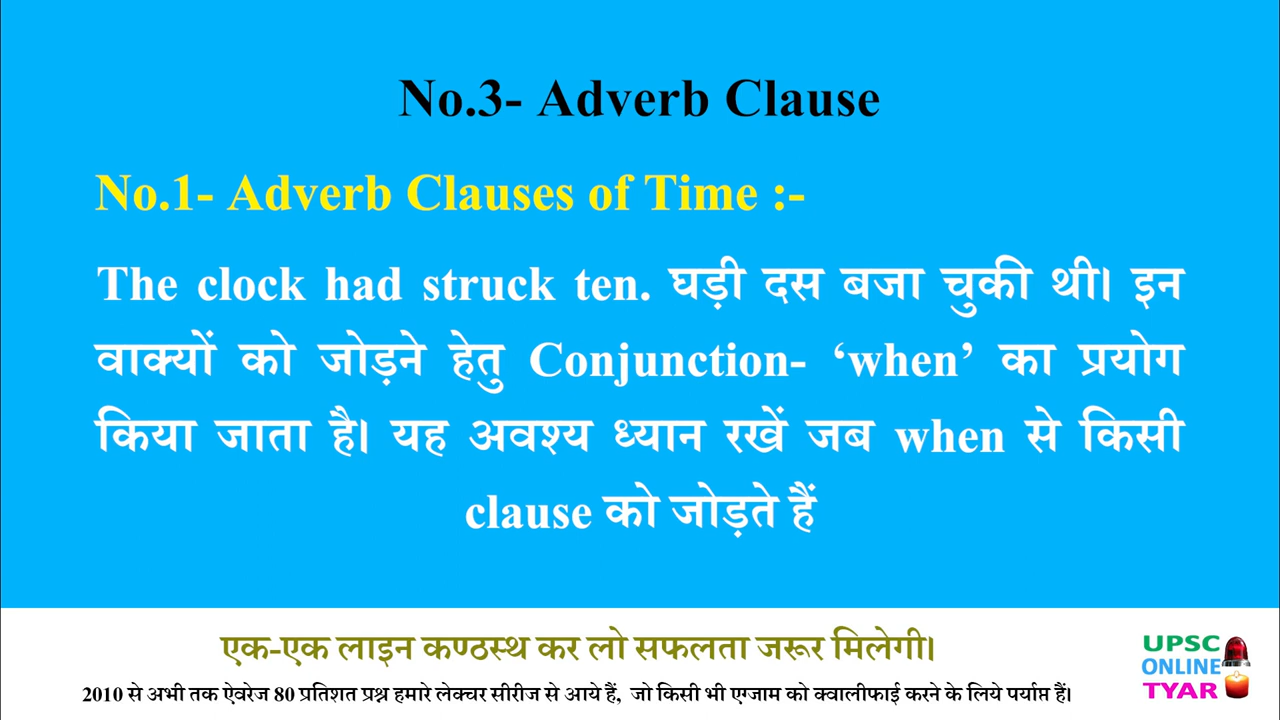 No.3- Adverb Clause
No.1- Adverb Clauses of Time :-
The clock had struck ten. घड़ी दस बजा चुकी थी। इन
वाक्यों को जोड़ने हेतु Conjunction- ‘when’ का प्रयोग
किया जाता है। यह अवश्य ध्यान रखें जब when से किसी
clause को जोड़ते हैं
एक-एक लाइन कण्ठस्थ कर लो सफलता जरूर मिलेगी।
2010 से अभी तक ऐवरेज 80 प्रतिशत प्रश्न हमारे लेक्चर सीरीज से आये हैं, जो किसी भी एग्जाम को क्वालीफाई करने के लिये पर्याप्त हैं।
UPSC
ONLINE
TYAR